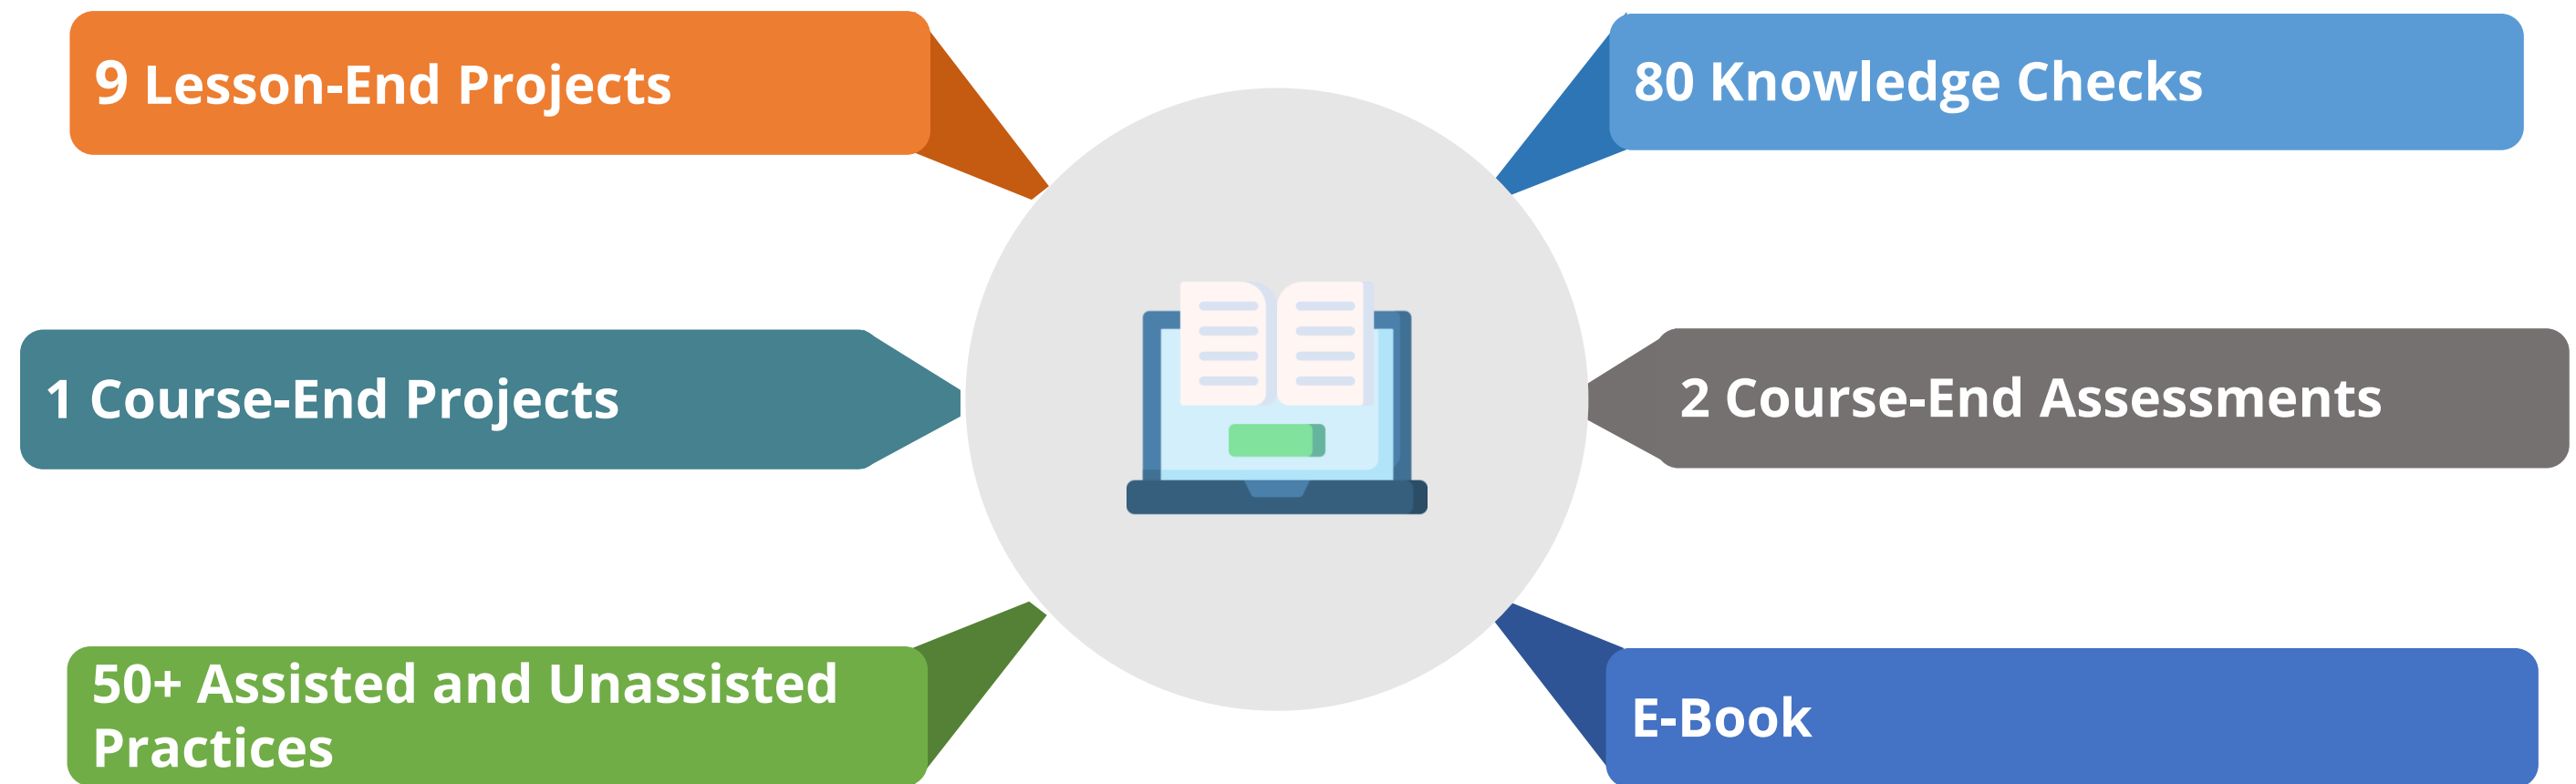 9 Lesson-End Projects
80 Knowledge Checks
1 Course-End Projects
2 Course-End Assessments
50+ Assisted and Unassisted
Practices
E-Book